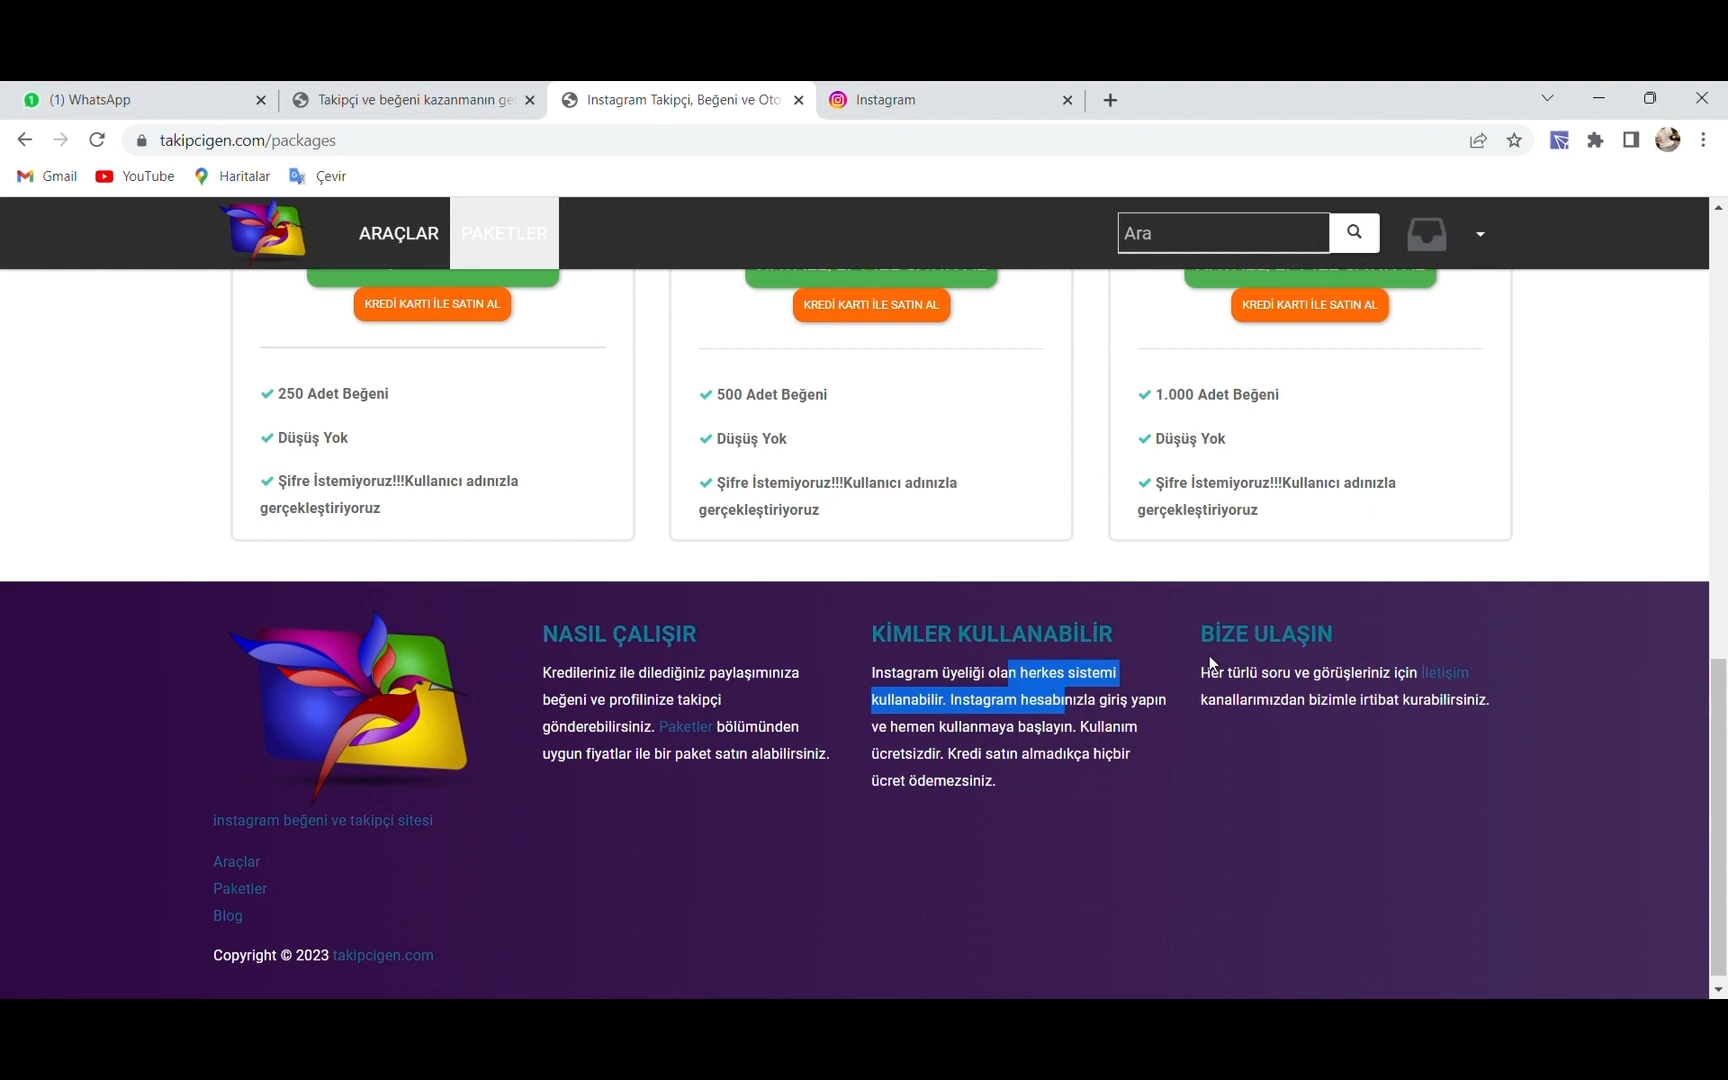 (1) WhatsApp
Takipçi ve beğeni kazanmanın ge
Instagram Takipçi, Beğeni ve Oto
Instagram
takipcigen.com/packages
Gmail
YouTube
Haritalar
Çevir
ARAÇLAR
PAKETLER
Ara
KREDİ KARTI İLE SATIN AL
KREDİ KARTI İLE SATIN AL
KREDİ KARTI İLE SATIN AL
250 Adet Beğeni
Düşüş Yok
Şifre İstemiyoruz!!!Kullanıcı adınızla
gerçekleştiriyoruz
500 Adet Beğeni
Düşüş Yok
Şifre İstemiyoruz!!!Kullanıcı adınızla
gerçekleştiriyoruz
1.000 Adet Beğeni
Düşüş Yok
Şifre İstemiyoruz!!!Kullanıcı adınızla
gerçekleştiriyoruz
instagram beğeni ve takipçi sitesi
Araçlar
Paketler
Blog
Copyright © 2023 takipcigen.com
NASIL ÇALIŞIR
Kredileriniz ile dilediğiniz paylaşımınıza
beğeni ve profilinize takipçi
gönderebilirsiniz. Paketler bölümünden
uygun fiyatlar ile bir paket satın alabilirsiniz.
KİMLER KULLANABİLİR
Instagram üyeliği olan herkes sistemi
kullanabilir. Instagram hesabınızla giriş yapın
ve hemen kullanmaya başlayın. Kullanım
ücretsizdir. Kredi satın almadıkça hiçbir
ücret ödemezsiniz.
BİZE ULAŞIN
Her türlü soru ve görüşleriniz için İletişim
kanallarımızdan bizimle irtibat kurabilirsiniz.